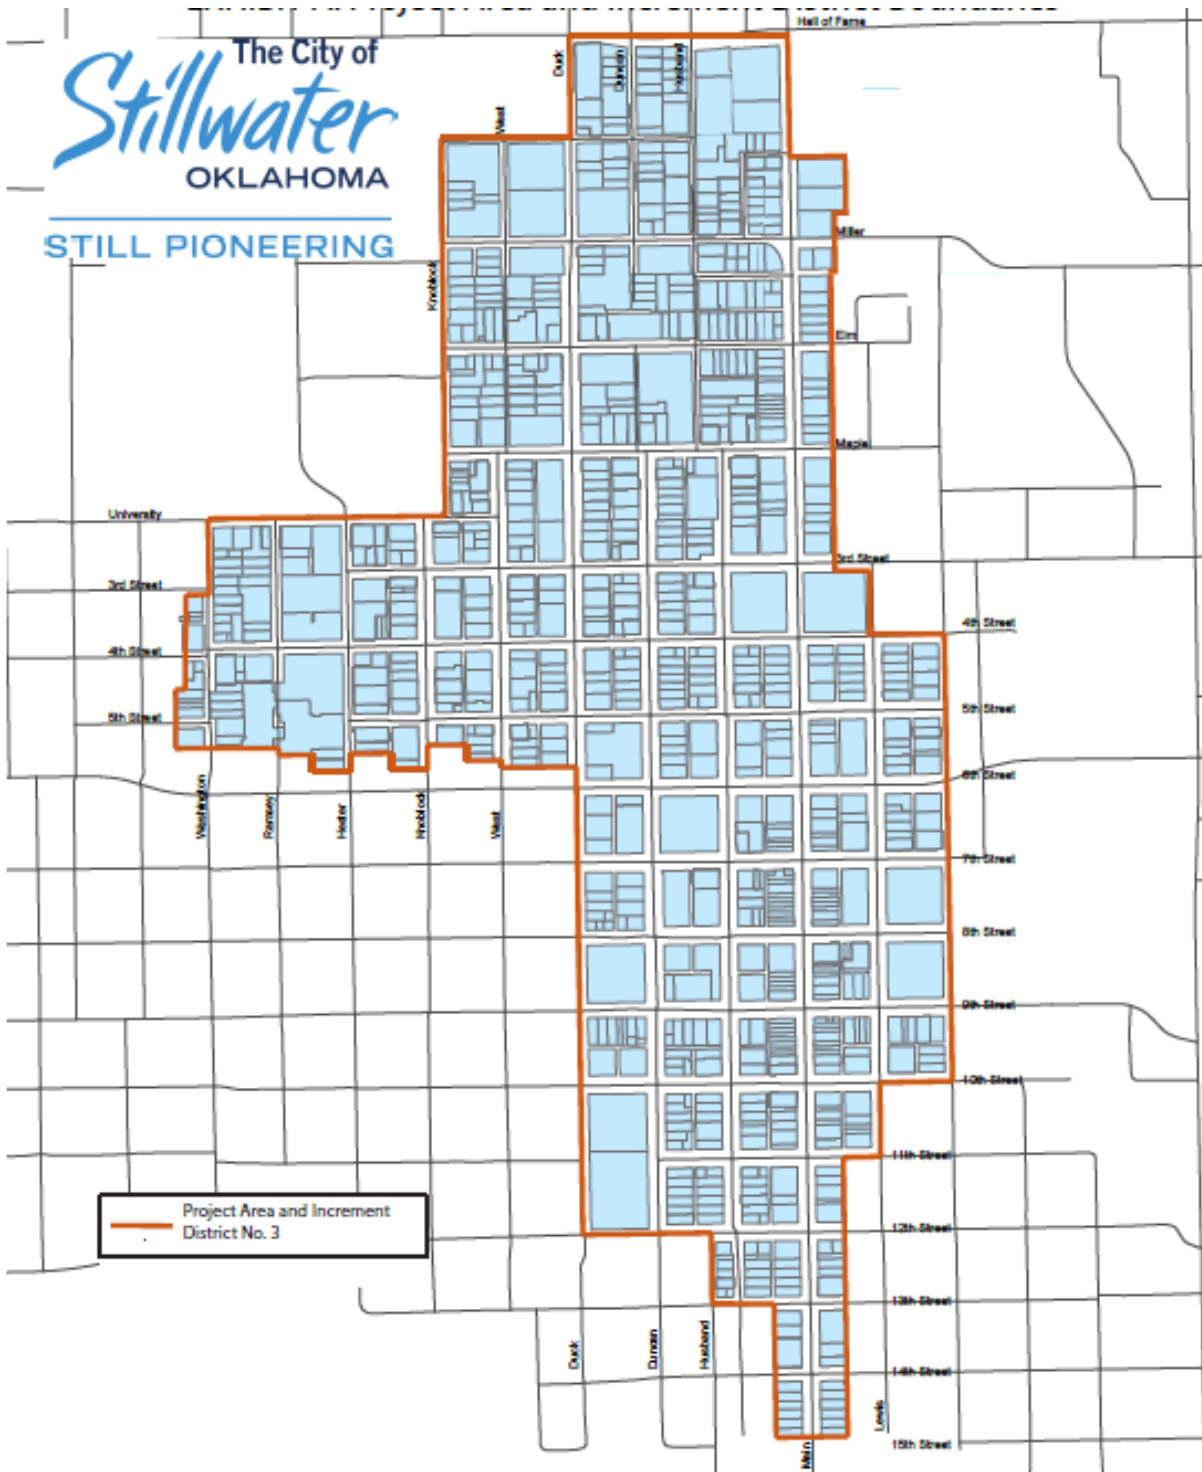 Hall of Fame
The City of
Stillwater
OKLAHOMA
STILL PIONEERING
Duck
Duncan
Husband
West
Miller
Knoblock
Elm
Maple
University
3rd Street
3rd Street
4th Street
4th Street
5th Street
5th Street
6th Street
Washington
Ramsey
Hester
Knoblock
West
7th Street
8th Street
9th Street
10th Street
11th Street
Project Area and Increment
District No. 3
12th Street
13th Street
Duck
Duncan
Husband
14th Street
Lewis
15th Street
Main